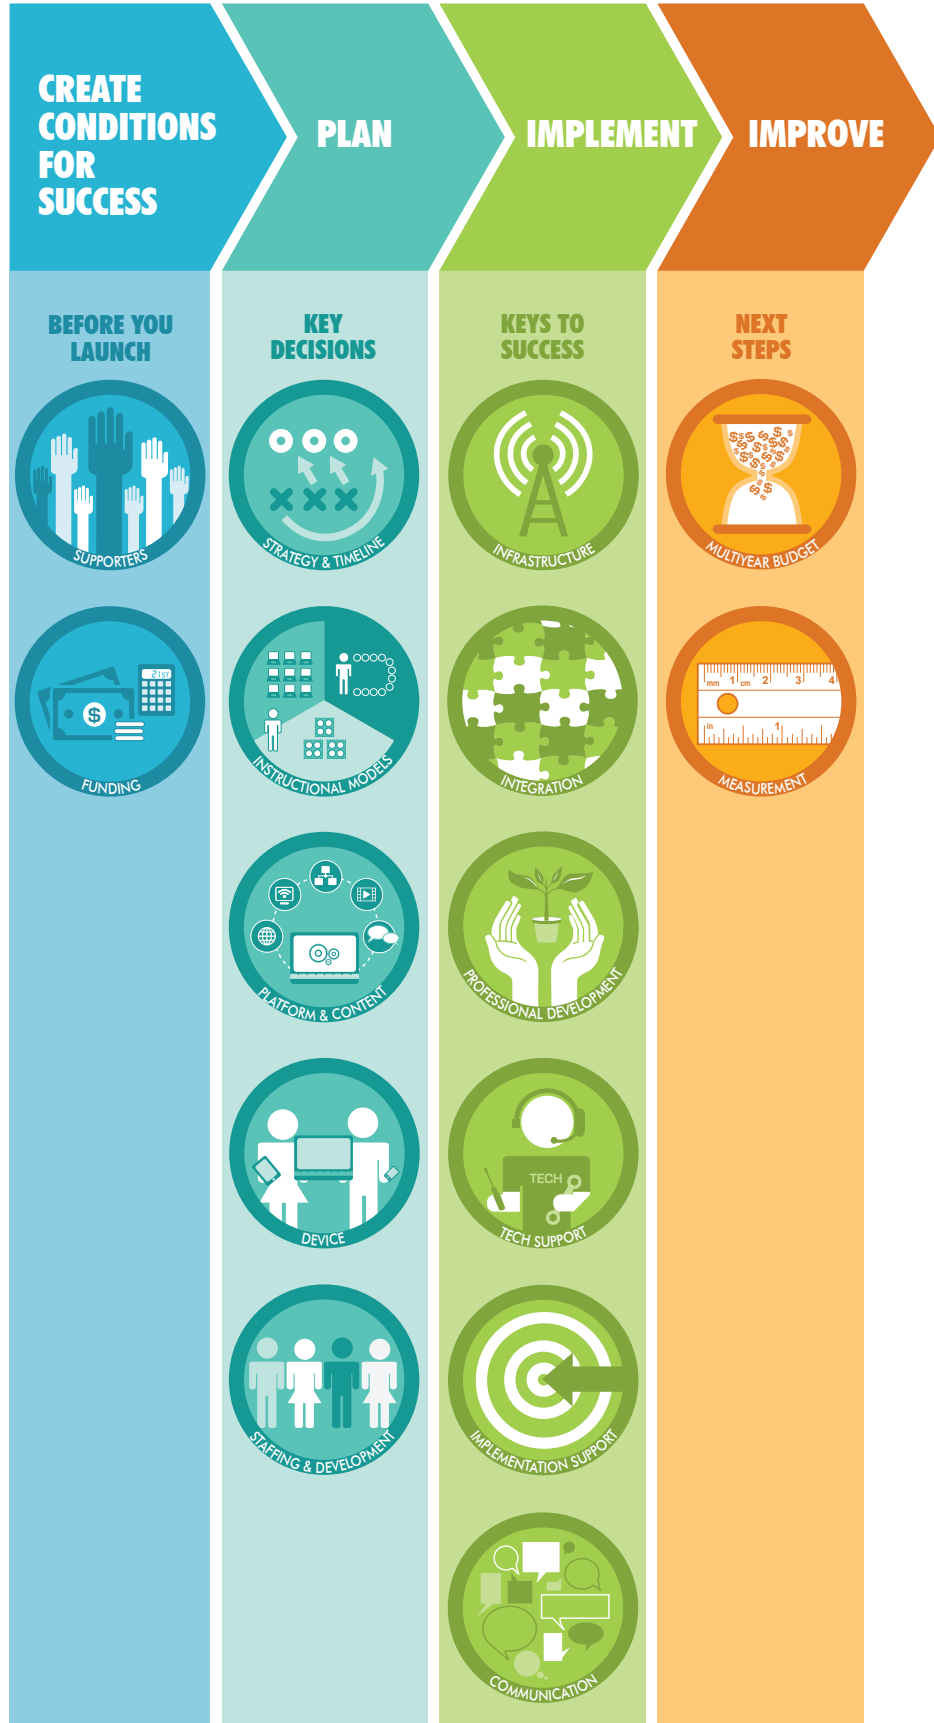 CREATE
CONDITIONS
FOR
SUCCESS
PLAN
IMPLEMENT
IMPROVE
BEFORE YOU
LAUNCH
SUPPORTERS
$
21ST
FUNDING
KEY
DECISIONS
STRATEGY & TIMELINE
INSTRUCTIONAL MODELS
PLATFORM & CONTENT
DEVICE
STAFFING & DEVELOPMENT
KEYS TO
SUCCESS
INFRASTRUCTURE
INTEGRATION
PROFESSIONAL DEVELOPMENT
TECH
TECH SUPPORT
IMPLEMENTATION SUPPORT
COMMUNICATION
NEXT
STEPS
MULTIYEAR BUDGET
mm 1 cm 2 3 4
in 1
MEASUREMENT